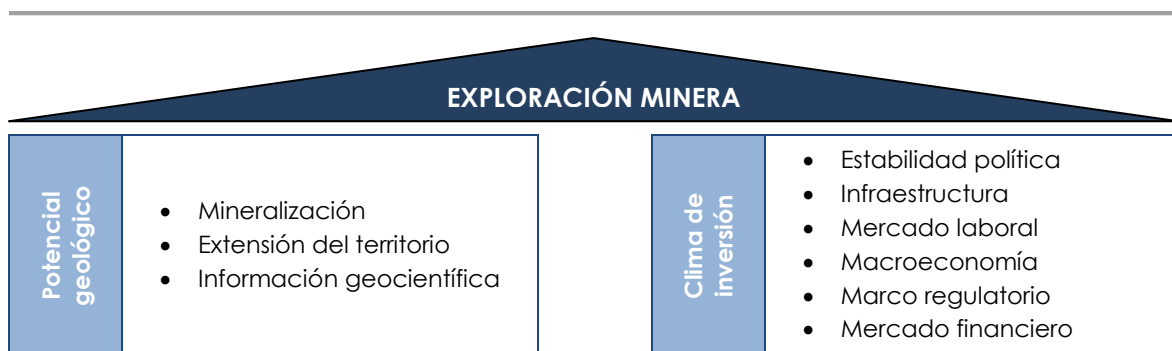 EXPLORACIÓN MINERA
Potencial
geológico
• Mineralización
• Extensión del territorio
• Información geocientífica
Clima de
inversión
• Estabilidad política
• Infraestructura
• Mercado laboral
• Macroeconomía
• Marco regulatorio
• Mercado financiero